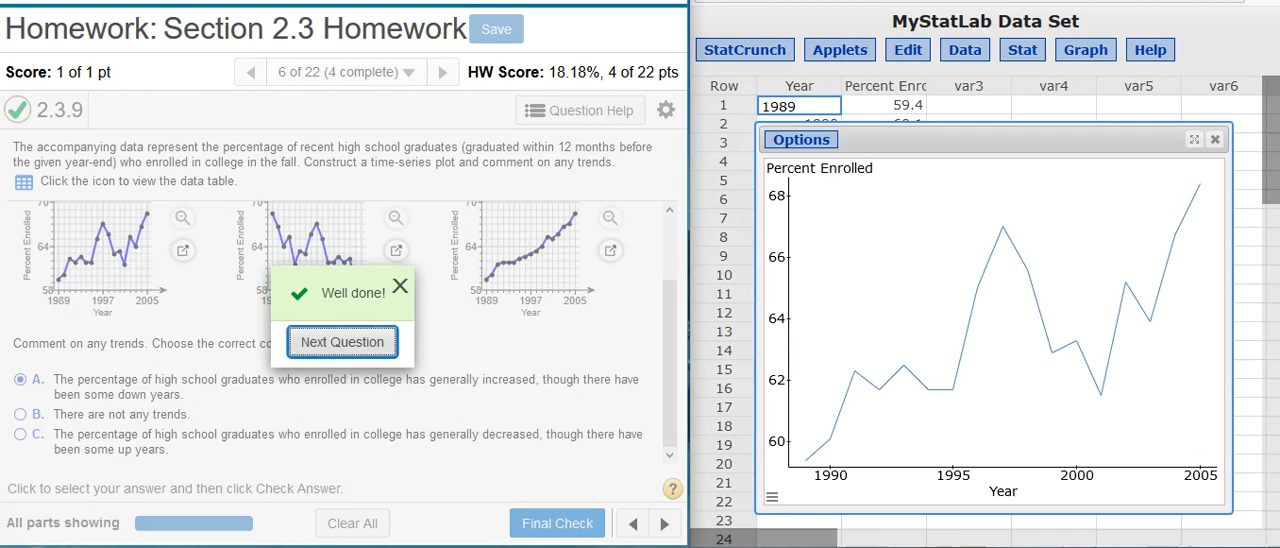 Homework: Section 2.3 Homework
Save
Score: 1 of 1 pt
6 of 22 (4 complete)
HW Score: 18.18%, 4 of 22 pts
2.3.9
Question Help
The accompanying data represent the percentage of recent high school graduates (graduated within 12 months before
the given year-end) who enrolled in college in the fall. Construct a time-series plot and comment on any trends.
Click the icon to view the data table.
Percent Enrolled
70
64
58
1989 1997 2005
Year
Percent Enrolled
64
Percent Enrolled
70
64
58
1989 1997 2005
Year
Well done!
Next Question
Comment on any trends. Choose the correct
A. The percentage of high school graduates who enrolled in college has generally increased, though there have
been some down years.
B. There are not any trends.
C. The percentage of high school graduates who enrolled in college has generally decreased, though there have
been some up years.
Click to select your answer and then click Check Answer.
?
All parts showing
Clear All
Final Check
MyStatLab Data Set
StatCrunch Applets Edit Data Stat Graph Help
Row Year Percent Enrc var3 var4 var5 var6
1 1989 59.4
2
3
4
5
6
7
8
9
10
11
12
13
14
15
16
17
18
19
20
21
22
23
24
Options
Percent Enrolled
68
66
64
62
60
1990 1995 2000 2005
Year